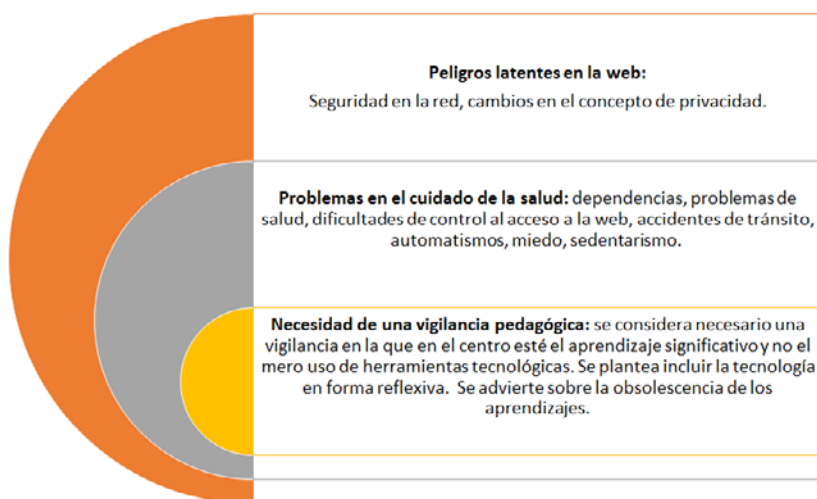 Peligros latentes en la web:
Seguridad en la red, cambios en el concepto de privacidad.
Problemas en el cuidado de la salud: dependencias, problemas de
salud, dificultades de control al acceso a la web, accidentes de tránsito,
automatismos, miedo, sedentarismo.
Necesidad de una vigilancia pedagógica: se considera necesario una
vigilancia en la que en el centro esté el aprendizaje significativo y no el
mero uso de herramientas tecnológicas. Se plantea incluir la tecnología
en forma reflexiva. Se advierte sobre la obsolescencia de los
aprendizajes.